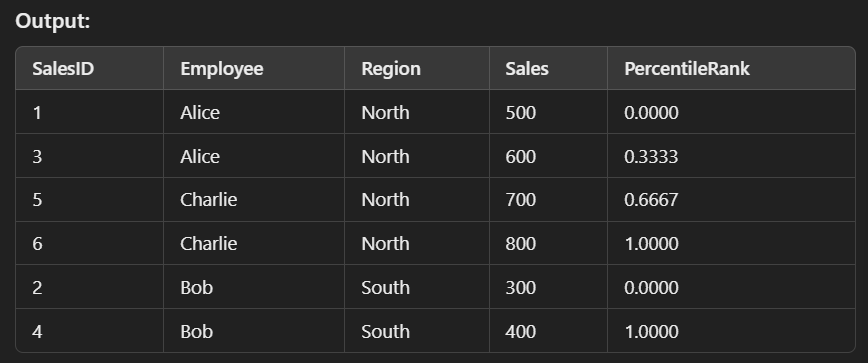 Output:
SalesID Employee Region Sales PercentileRank
1 Alice North 500 0.0000
3 Alice North 600 0.3333
5 Charlie North 700 0.6667
6 Charlie North 800 1.0000
2 Bob South 300 0.0000
4 Bob South 400 1.0000